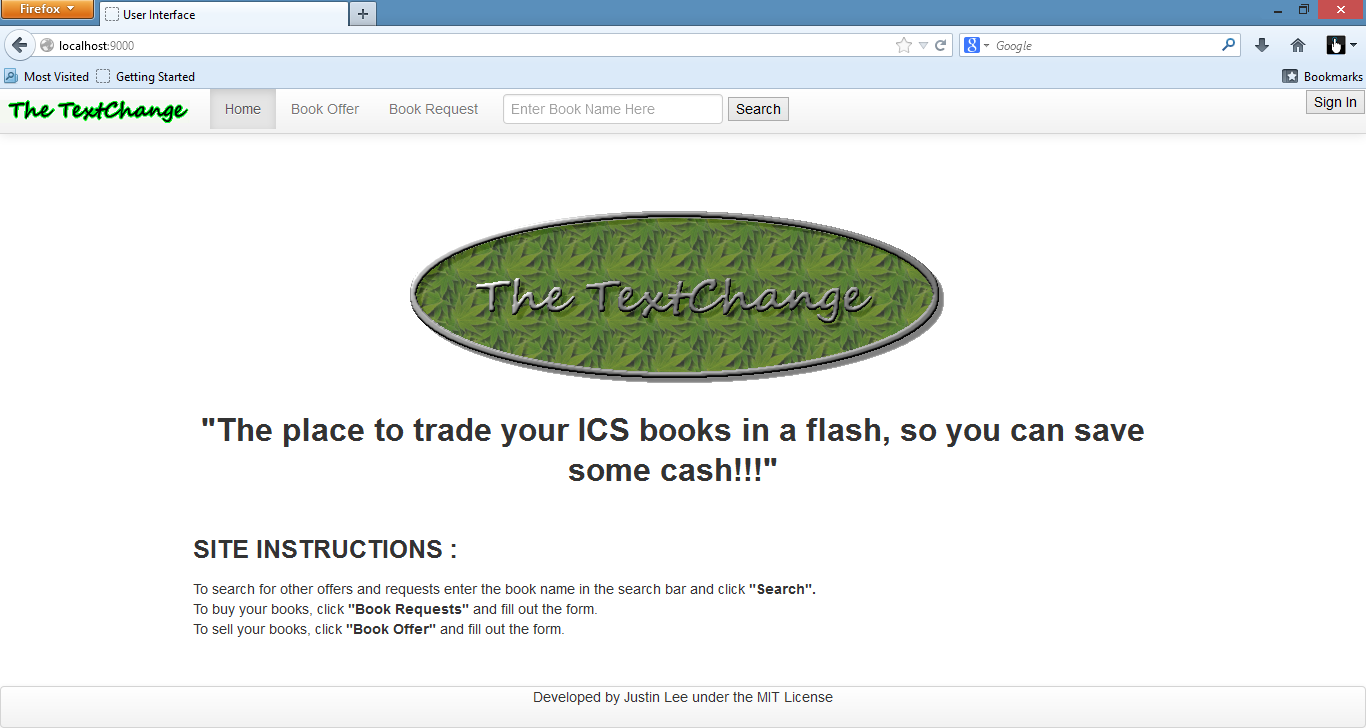 Firefox
User Interface
localhost:9000
Google
Most Visited
Getting Started
Bookmarks
The TextChange
Home
Book Offer
Book Request
Enter Book Name Here
Search
Sign In
The TextChange
"The place to trade your ICS books in a flash, so you can save
some cash!!!"
SITE INSTRUCTIONS :
To search for other offers and requests enter the book name in the search bar and click "Search".
To buy your books, click "Book Requests" and fill out the form.
To sell your books, click "Book Offer" and fill out the form.
Developed by Justin Lee under the MIT License